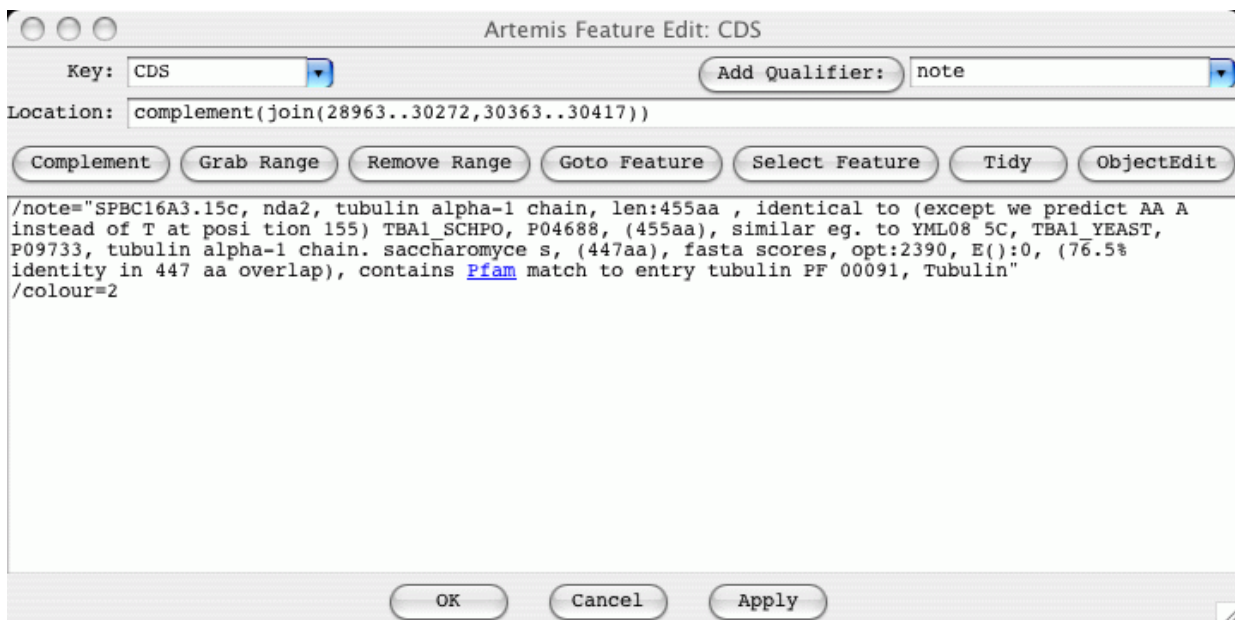 Artemis Feature Edit: CDS
Key: CDS Add Qualifier: note
Location: complement(join(28963..30272,30363..30417))
Complement Grab Range Remove Range Goto Feature Select Feature Tidy ObjectEdit
/note="SPBC16A3.15c, nda2, tubulin alpha-1 chain, len:455aa , identical to (except we predict AA A
instead of T at posi tion 155) TBA1_SCHPO, P04688, (455aa), similar eg. to YML08 5C, TBA1_YEAST,
P09733, tubulin alpha-1 chain. saccharomyce s, (447aa), fasta scores, opt:2390, E():0, (76.5%
identity in 447 aa overlap), contains Pfam match to entry tubulin PF 00091, Tubulin"
/colour=2
OK Cancel Apply